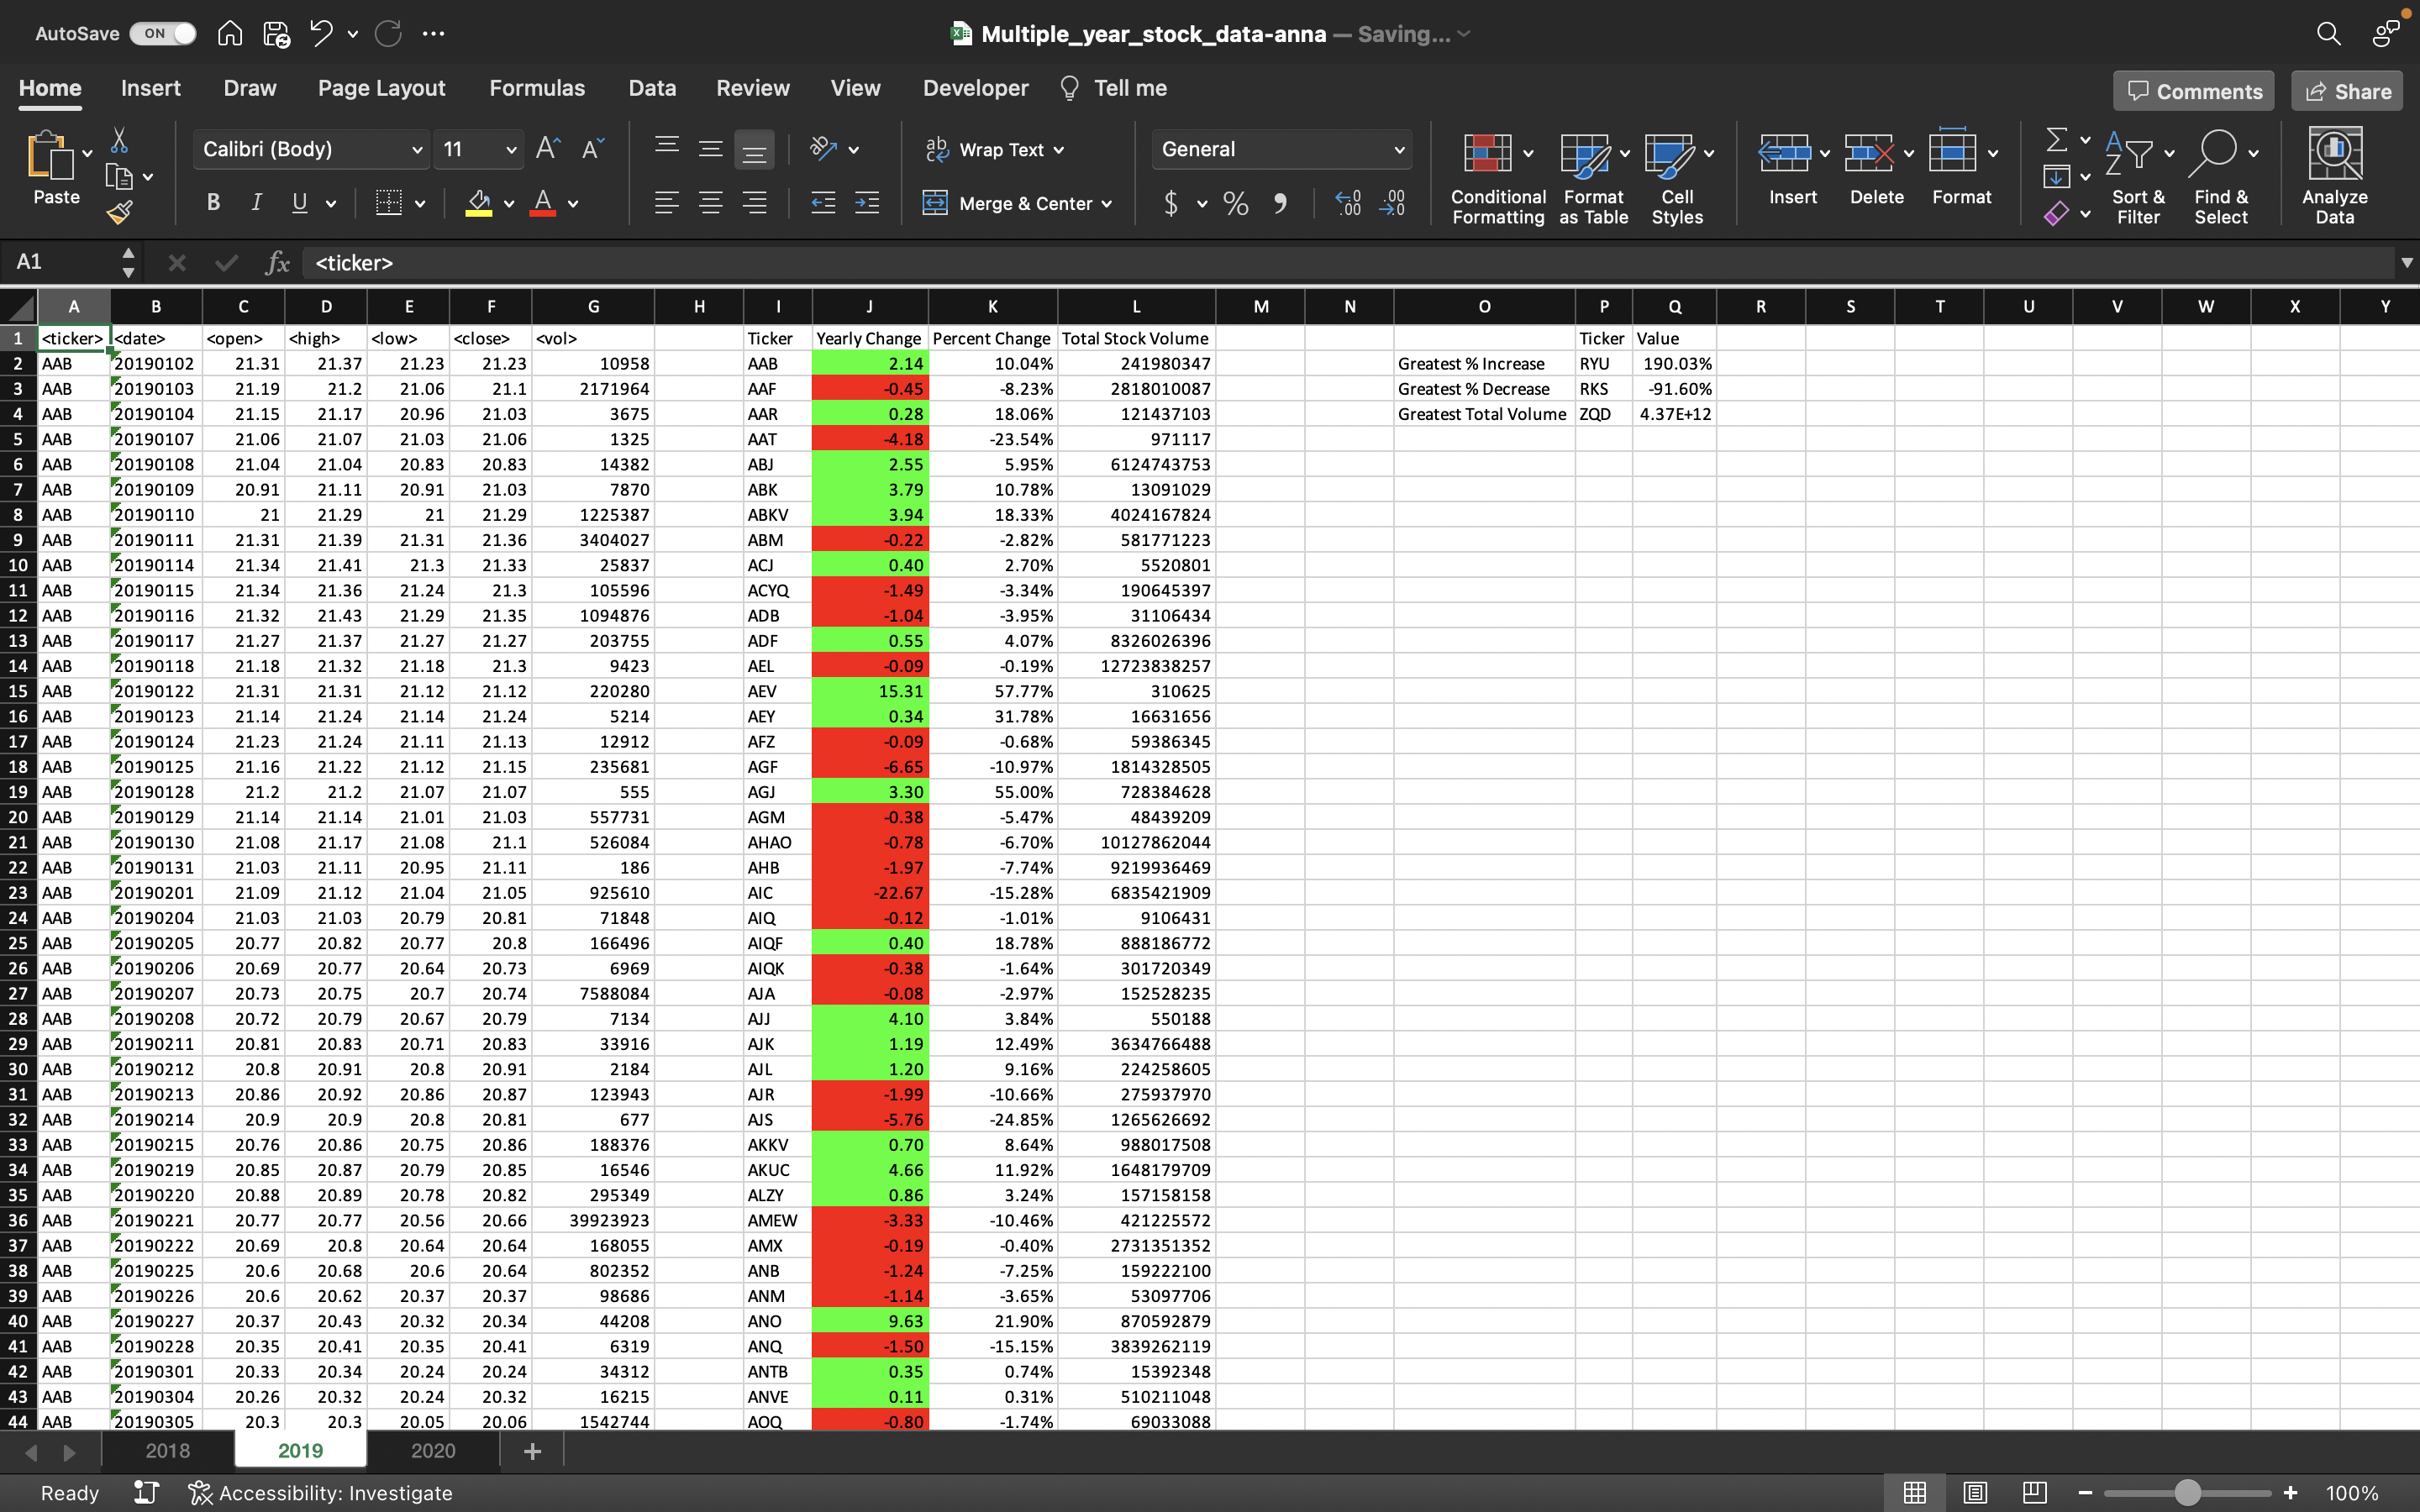 AutoSave ON Multiple_year_stock_data-anna — Saving...
Home Insert Draw Page Layout Formulas Data Review View Developer Tell me Comments Share
Paste Calibri (Body) 11 Wrap Text General Conditional Formatting Format as Table Cell Styles Insert Delete Format Sort & Filter Find & Select Analyze Data
B I U Merge & Center $ %
A1 fx <ticker>
A B C D E F G H I J K L M N O P Q R S T U V W X Y
1 <ticker> <date> <open> <high> <low> <close> <vol> Ticker Yearly Change Percent Change Total Stock Volume Ticker Value
2 AAB 20190102 21.31 21.37 21.23 21.23 10958 AAB 2.14 10.04% 241980347 Greatest % Increase RYU 190.03%
3 AAB 20190103 21.19 21.2 21.06 21.1 2171964 AAF -0.45 -8.23% 2818010087 Greatest % Decrease RKS -91.60%
4 AAB 20190104 21.15 21.17 20.96 21.03 3675 AAR 0.28 18.06% 121437103 Greatest Total Volume ZQD 4.37E+12
5 AAB 20190107 21.06 21.07 21.03 21.06 1325 AAT -4.18 -23.54% 971117
6 AAB 20190108 21.04 21.04 20.83 20.83 14382 ABJ 2.55 5.95% 6124743753
7 AAB 20190109 20.91 21.11 20.91 21.03 7870 ABK 3.79 10.78% 13091029
8 AAB 20190110 21 21.29 21 21.29 1225387 ABKV 3.94 18.33% 4024167824
9 AAB 20190111 21.31 21.39 21.31 21.36 3404027 ABM -0.22 -2.82% 581771223
10 AAB 20190114 21.34 21.41 21.3 21.33 25837 ACJ 0.40 2.70% 5520801
11 AAB 20190115 21.34 21.36 21.24 21.3 105596 ACYQ -1.49 -3.34% 190645397
12 AAB 20190116 21.32 21.43 21.29 21.35 1094876 ADB -1.04 -3.95% 31106434
13 AAB 20190117 21.27 21.37 21.27 21.27 203755 ADF 0.55 4.07% 8326026396
14 AAB 20190118 21.18 21.32 21.18 21.3 9423 AEL -0.09 -0.19% 12723838257
15 AAB 20190122 21.31 21.31 21.12 21.12 220280 AEV 15.31 57.77% 310625
16 AAB 20190123 21.14 21.24 21.14 21.24 5214 AEY 0.34 31.78% 16631656
17 AAB 20190124 21.23 21.24 21.11 21.13 12912 AFZ -0.09 -0.68% 59386345
18 AAB 20190125 21.16 21.22 21.12 21.15 235681 AGF -6.65 -10.97% 1814328505
19 AAB 20190128 21.2 21.2 21.07 21.07 555 AGJ 3.30 55.00% 728384628
20 AAB 20190129 21.14 21.14 21.01 21.03 557731 AGM -0.38 -5.47% 48439209
21 AAB 20190130 21.08 21.17 21.08 21.1 526084 AHAO -0.78 -6.70% 10127862044
22 AAB 20190131 21.03 21.11 20.95 21.11 186 AHB -1.97 -7.74% 9219936469
23 AAB 20190201 21.09 21.12 21.04 21.05 925610 AIC -22.67 -15.28% 6835421909
24 AAB 20190204 21.03 21.03 20.79 20.81 71848 AIQ -0.12 -1.01% 9106431
25 AAB 20190205 20.77 20.82 20.77 20.8 166496 AIQF 0.40 18.78% 888186772
26 AAB 20190206 20.69 20.77 20.64 20.73 6969 AIQK -0.38 -1.64% 301720349
27 AAB 20190207 20.73 20.75 20.7 20.74 7588084 AJA -0.08 -2.97% 152528235
28 AAB 20190208 20.72 20.79 20.67 20.79 7134 AJJ 4.10 3.84% 550188
29 AAB 20190211 20.81 20.83 20.71 20.83 33916 AJK 1.19 12.49% 3634766488
30 AAB 20190212 20.8 20.91 20.8 20.91 2184 AJL 1.20 9.16% 224258605
31 AAB 20190213 20.86 20.92 20.86 20.87 123943 AJR -1.99 -10.66% 275937970
32 AAB 20190214 20.9 20.9 20.8 20.81 677 AJS -5.76 -24.85% 1265626692
33 AAB 20190215 20.76 20.86 20.75 20.86 188376 AKKV 0.70 8.64% 988017508
34 AAB 20190219 20.85 20.87 20.79 20.85 16546 AKUC 4.66 11.92% 1648179709
35 AAB 20190220 20.88 20.89 20.78 20.82 295349 ALZY 0.86 3.24% 157158158
36 AAB 20190221 20.77 20.77 20.56 20.66 39923923 AMEW -3.33 -10.46% 421225572
37 AAB 20190222 20.69 20.8 20.64 20.64 168055 AMX -0.19 -0.40% 2731351352
38 AAB 20190225 20.6 20.68 20.6 20.64 802352 ANB -1.24 -7.25% 159222100
39 AAB 20190226 20.6 20.62 20.37 20.37 98686 ANM -1.14 -3.65% 53097706
40 AAB 20190227 20.37 20.43 20.32 20.34 44208 ANO 9.63 21.90% 870592879
41 AAB 20190228 20.35 20.41 20.35 20.41 6319 ANQ -1.50 -15.15% 3839262119
42 AAB 20190301 20.33 20.34 20.24 20.24 34312 ANTB 0.35 0.74% 15392348
43 AAB 20190304 20.26 20.32 20.24 20.32 16215 ANVE 0.11 0.31% 510211048
44 AAB 20190305 20.3 20.3 20.05 20.06 1542744 AOQ -0.80 -1.74% 69033088
2018 2019 2020 +
Ready Accessibility: Investigate 100%